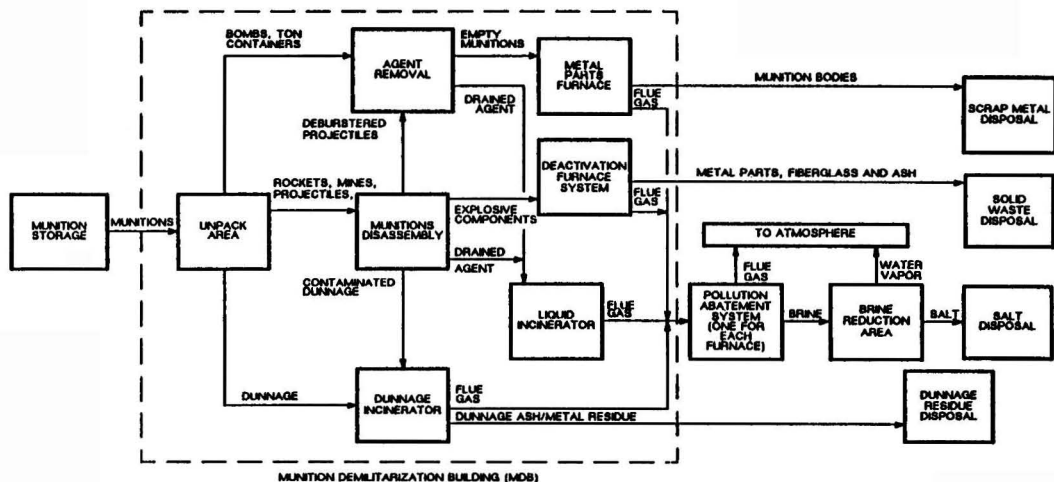 BOMBS, TON
CONTAINERS
EMPTY
MUNITIONS
AGENT
REMOVAL
METAL
PARTS
FURNACE
MUNITION BODIES
FLUE
GAS
SCRAP METAL
DISPOSAL
DRAINED
AGENT
DEBURSTERED
PROJECTILES
DEACTIVATION
FURNACE
SYSTEM
METAL PARTS, FIBERGLASS AND ASH
FLUE
GAS
SOLID
WASTE
DISPOSAL
MUNITION
STORAGE
MUNITIONS
UNPACK
AREA
ROCKETS, MINES,
PROJECTILES,
MUNITIONS
DISASSEMBLY
EXPLOSIVE
COMPONENTS
DRAINED
AGENT
CONTAMINATED
DUNNAGE
TO ATMOSPHERE
FLUE
GAS
WATER
VAPOR
LIQUID
INCINERATOR
FLUE
GAS
POLLUTION
ABATEMENT
SYSTEM
(ONE FOR
EACH
FURNACE)
BRINE
BRINE
REDUCTION
AREA
SALT
SALT DISPOSAL
DUNNAGE
DUNNAGE
INCINERATOR
FLUE
GAS
DUNNAGE ASH/METAL RESIDUE
DUNNAGE
RESIDUE
DISPOSAL
MUNITION DEMILITARIZATION BUILDING (MDB)